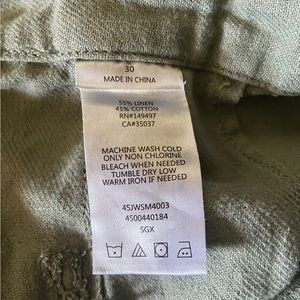 30
MADE IN CHINA
55% LINEN
45% COTTON
RN#149497
CA#35037
MACHINE WASH COLD
ONLY NON CHLORINE
BLEACH WHEN NEEDED
TUMBLE DRY LOW
WARM IRON IF NEEDED
45JWSM4003
4500440184
SGX